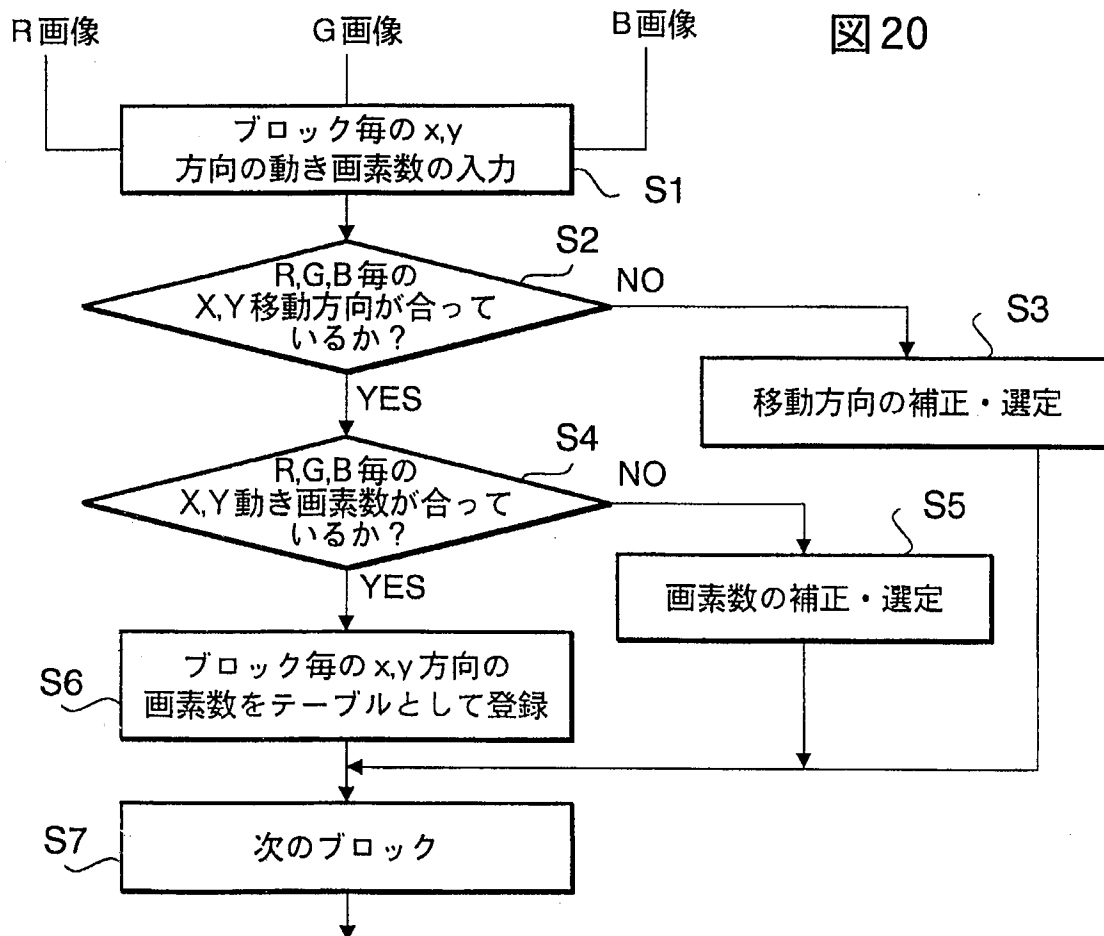 R画像
G画像
B画像
図20
ブロック毎のx,y
方向の動き画素数の入力
S1
S2
R,G,B毎の
X,Y移動方向が合って
いるか？
NO
YES
S3
移動方向の補正・選定
S4
R,G,B毎の
X,Y動き画素数が合って
いるか？
NO
YES
S5
画素数の補正・選定
S6
ブロック毎のx,y方向の
画素数をテーブルとして登録
S7
次のブロック